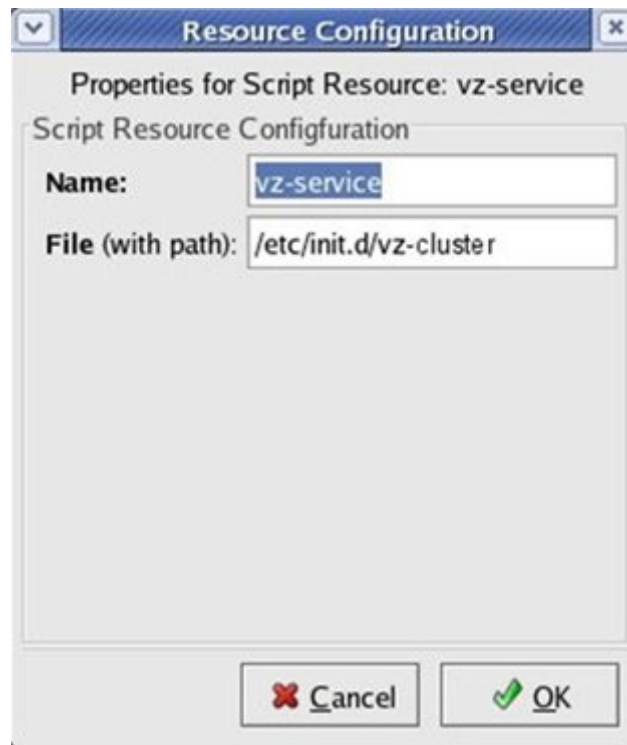 Resource Configuration
Properties for Script Resource: vz-service
Script Resource Configfuration
Name: vz-service
File (with path): /etc/init.d/vz-cluster
Cancel OK